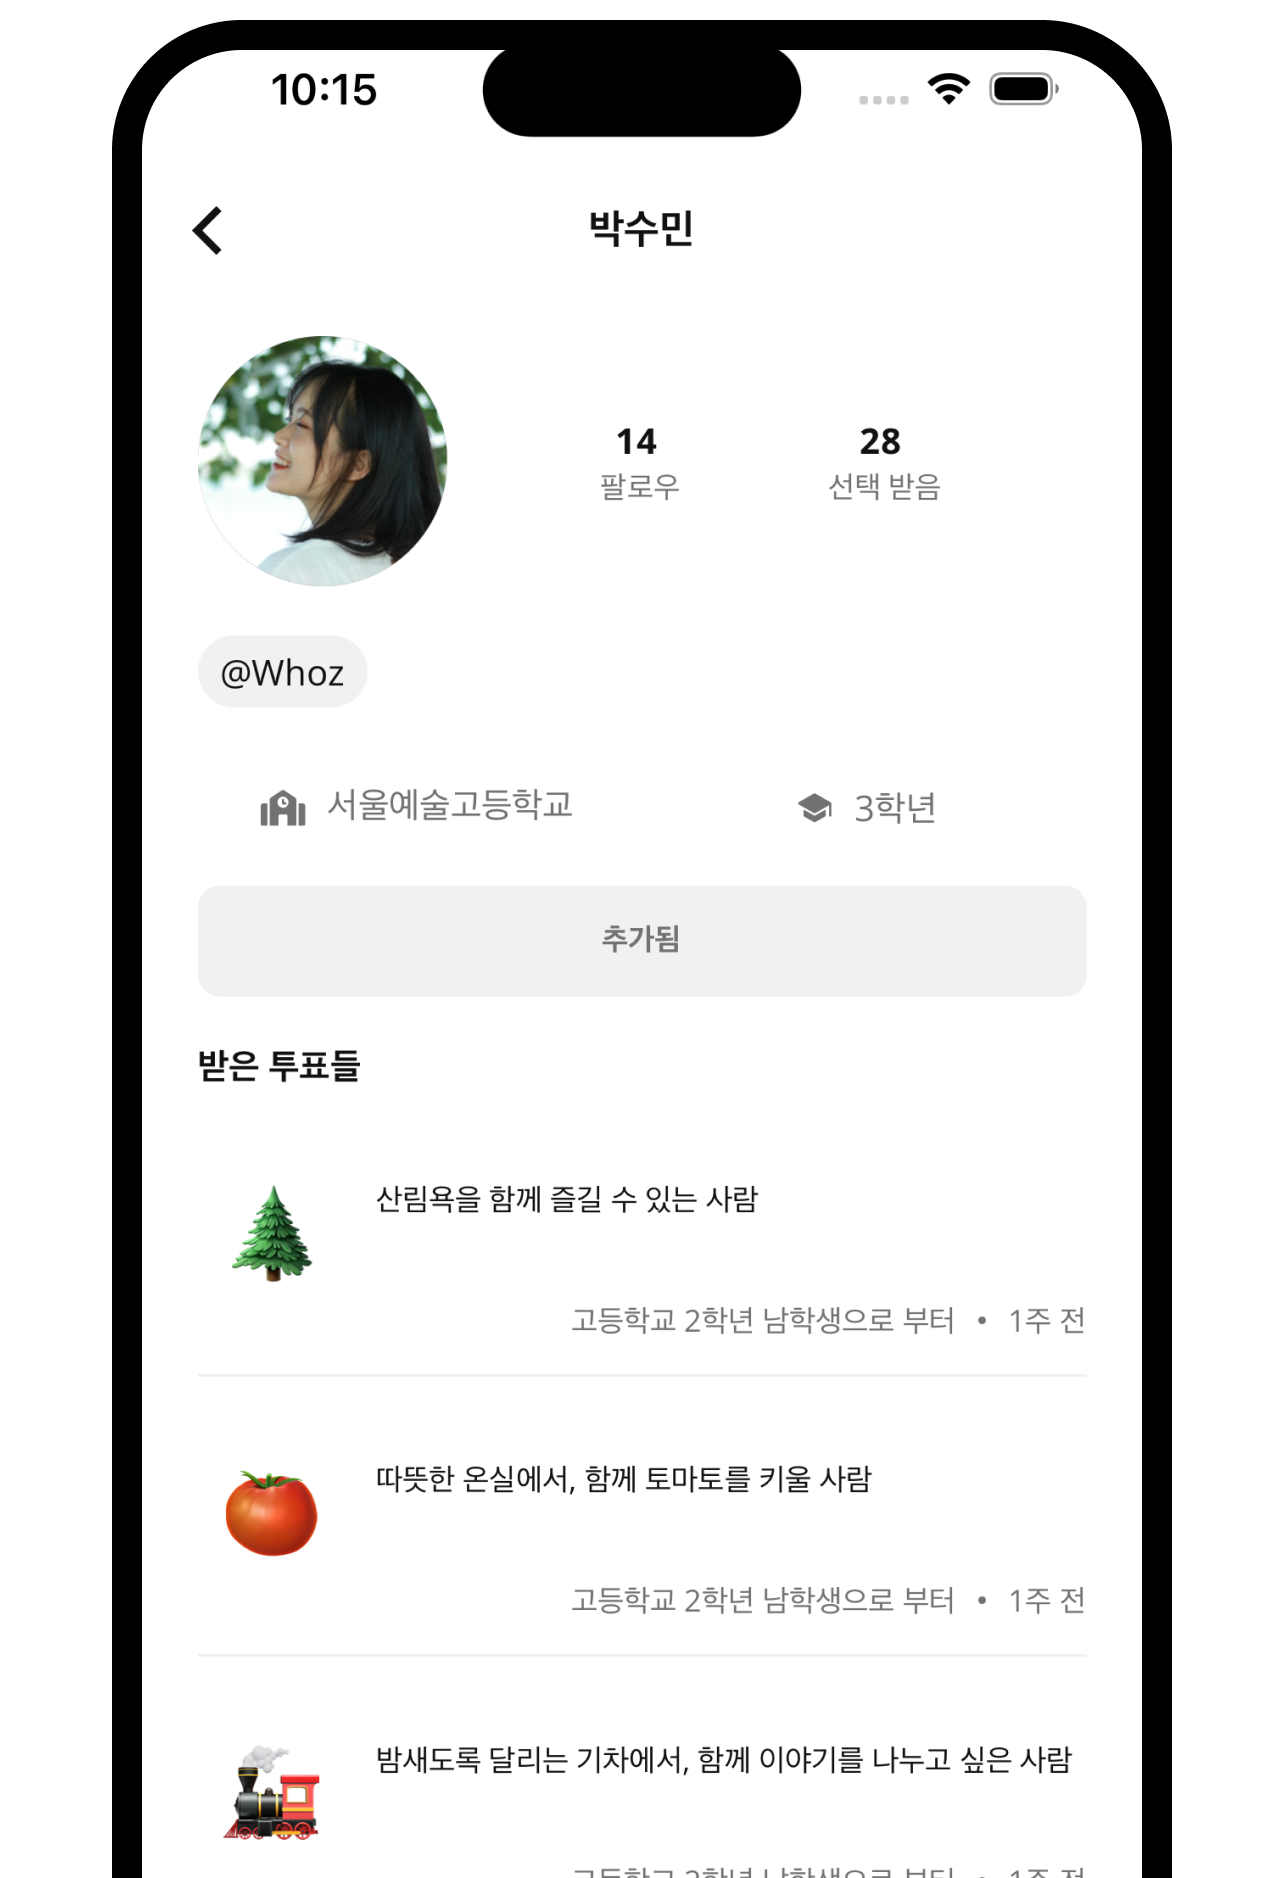 10:15
박수민
14
28
팔로우
선택 받음
@Whoz
서울예술고등학교
3학년
추가됨
받은 투표들
산림욕을 함께 즐길 수 있는 사람
고등학교 2학년 남학생으로 부터 • 1주 전
따뜻한 온실에서, 함께 토마토를 키울 사람
고등학교 2학년 남학생으로 부터 • 1주 전
밤새도록 달리는 기차에서, 함께 이야기를 나누고 싶은 사람